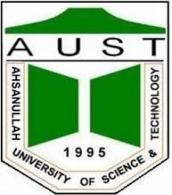 AUST
1995
AHSANULLAH UNIVERSITY OF SCIENCE & TECHNOLOGY